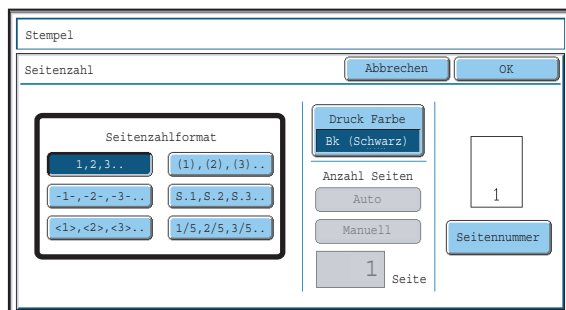 Stempel
Seitenzahl
Abbrechen
OK
Seitenzahlformat
1,2,3..
(1),(2),(3)..
-1-,-2-,-3-..
S.1,S.2,S.3..
<1>,<2>,<3>..
1/5,2/5,3/5..
Druck Farbe
Bk (Schwarz)
Anzahl Seiten
Auto
Manuell
1 Seite
1
Seitennummer